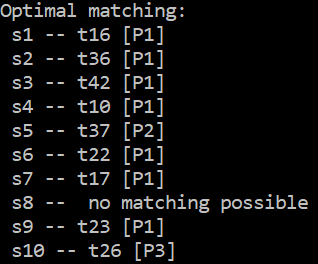 Optimal matching:
s1 -- t16 [P1]
s2 -- t36 [P1]
s3 -- t42 [P1]
s4 -- t10 [P1]
s5 -- t37 [P2]
s6 -- t22 [P1]
s7 -- t17 [P1]
s8 --  no matching possible
s9 -- t23 [P1]
s10 -- t26 [P3]